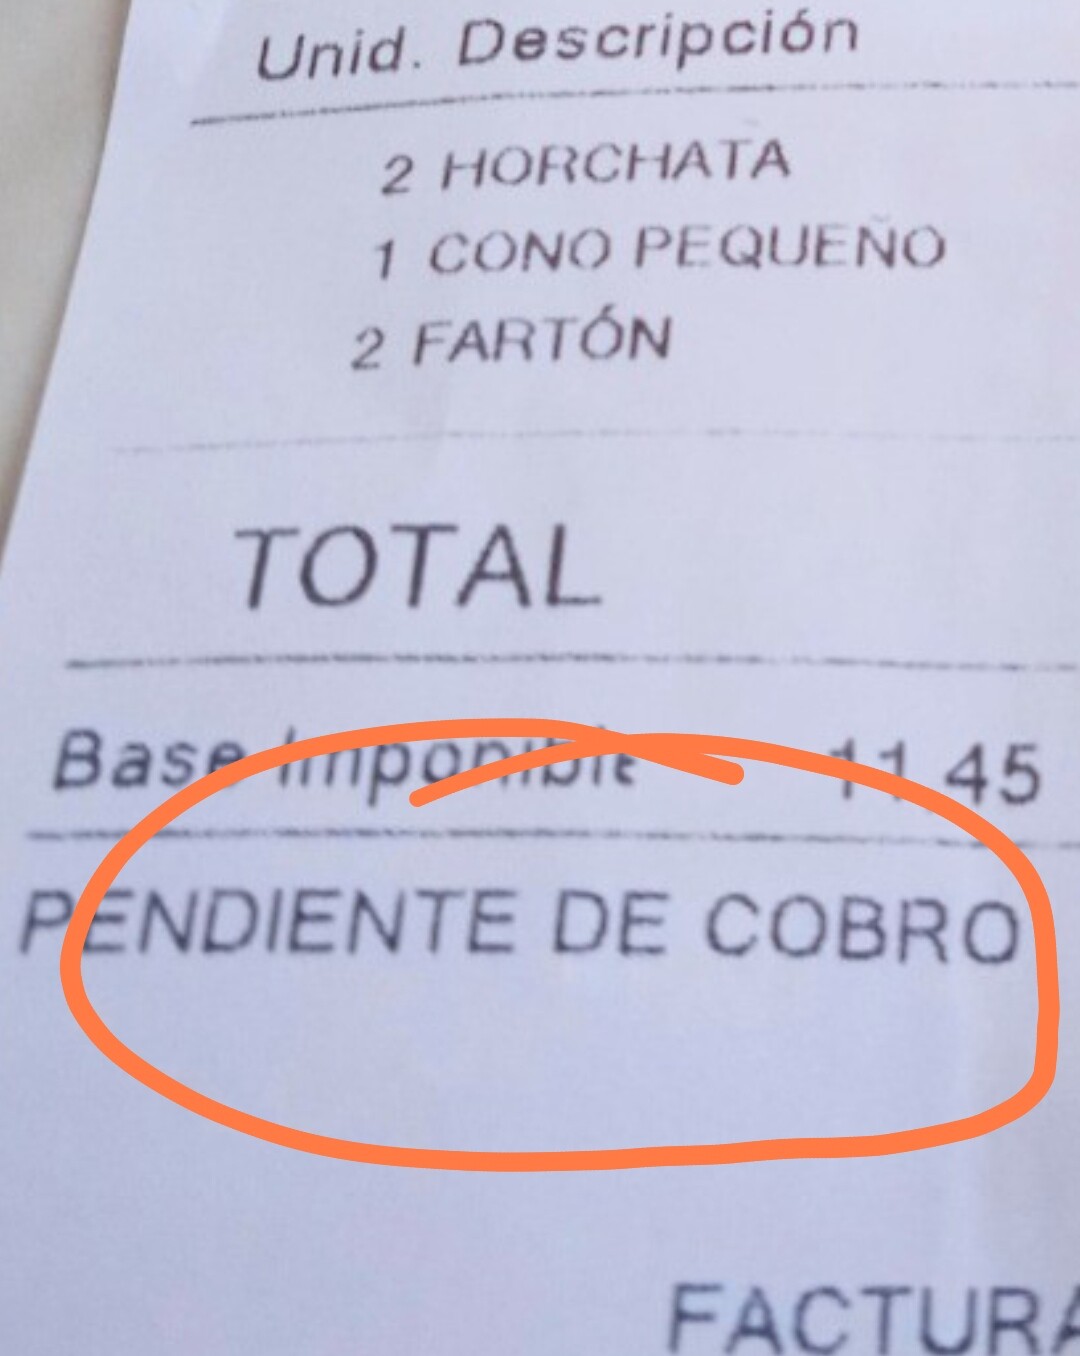 Unid. Descripción
2 HORCHATA
1 CONO PEQUEÑO
2 FARTÓN
TOTAL
Base Imponible 11,45
PENDIENTE DE COBRO
FACTURA